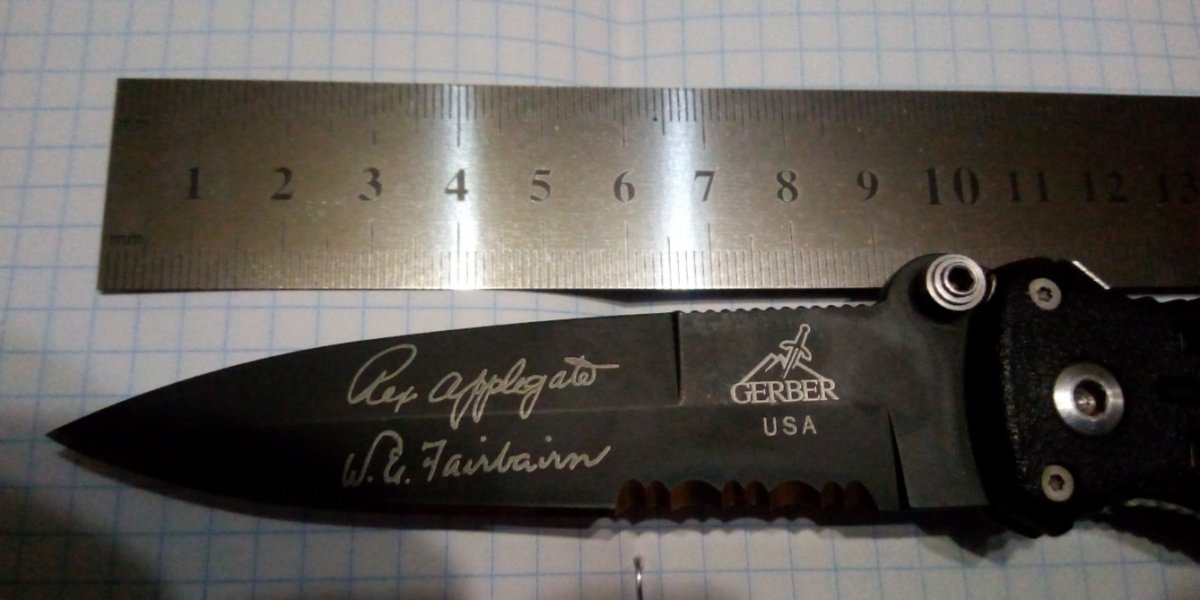 mm
1 2 3 4 5 6 7 8 9 10 11 12 13
mm
Rex Applegate
W. E. Fairbairn
GERBER
USA